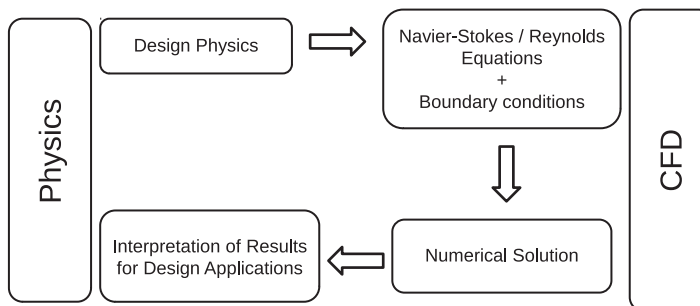 Physics
Design Physics
Navier-Stokes / Reynolds
Equations
+
Boundary conditions
CFD
Interpretation of Results
for Design Applications
Numerical Solution